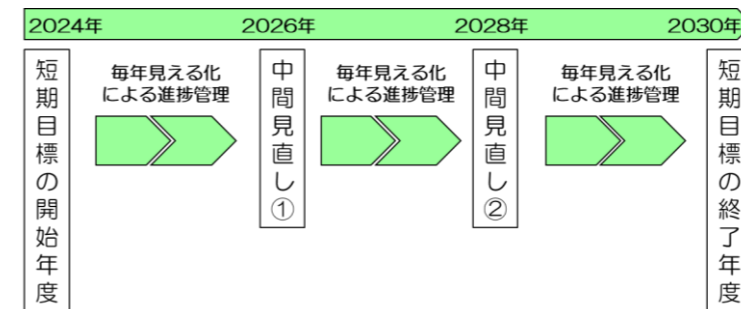 2024年 2026年 2028年 2030年
短期目標の開始年度
毎年見える化
による進捗管理
中間見直し①
毎年見える化
による進捗管理
中間見直し②
毎年見える化
による進捗管理
短期目標の終了年度